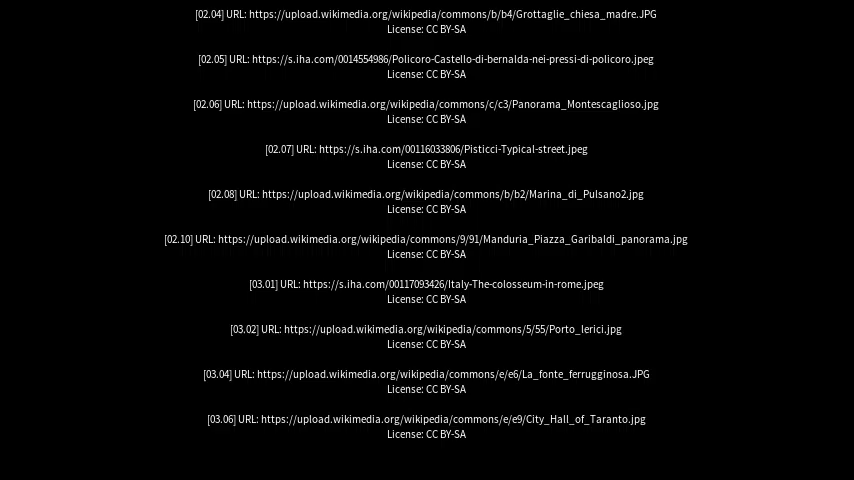 [02.04] URL: https://upload.wikimedia.org/wikipedia/commons/b/b4/Grottaglie_chiesa_madre.JPG
License: CC BY-SA
[02.05] URL: https://s.iha.com/0014554986/Policoro-Castello-di-bernalda-nei-pressi-di-policoro.jpeg
License: CC BY-SA
[02.06] URL: https://upload.wikimedia.org/wikipedia/commons/c/c3/Panorama_Montescaglioso.jpg
License: CC BY-SA
[02.07] URL: https://s.iha.com/00116033806/Pisticci-Typical-street.jpeg
License: CC BY-SA
[02.08] URL: https://upload.wikimedia.org/wikipedia/commons/b/b2/Marina_di_Pulsano2.jpg
License: CC BY-SA
[02.10] URL: https://upload.wikimedia.org/wikipedia/commons/9/91/Manduria_Piazza_Garibaldi_panorama.jpg
License: CC BY-SA
[03.01] URL: https://s.iha.com/00117093426/Italy-The-colosseum-in-rome.jpeg
License: CC BY-SA
[03.02] URL: https://upload.wikimedia.org/wikipedia/commons/5/55/Porto_lerici.jpg
License: CC BY-SA
[03.04] URL: https://upload.wikimedia.org/wikipedia/commons/e/e6/La_fonte_ferrugginosa.JPG
License: CC BY-SA
[03.06] URL: https://upload.wikimedia.org/wikipedia/commons/e/e9/City_Hall_of_Taranto.jpg
License: CC BY-SA